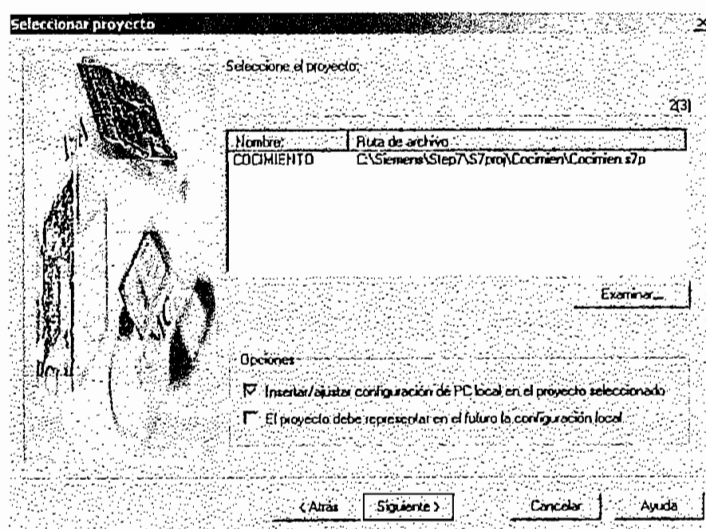 Seleccionar proyecto
Seleccione el proyecto:
2(3)
Nombre: Ruta de archivo
COCIMIENTO C:\Siemens\Step7\S7proj\Cocimien\Cocimien.s7p
Examinar...
Opciones
Insertar/ajustar configuración de PC local en el proyecto seleccionado
El proyecto debe representar en el futuro la configuración local
< Atrás Siguiente > Cancelar Ayuda